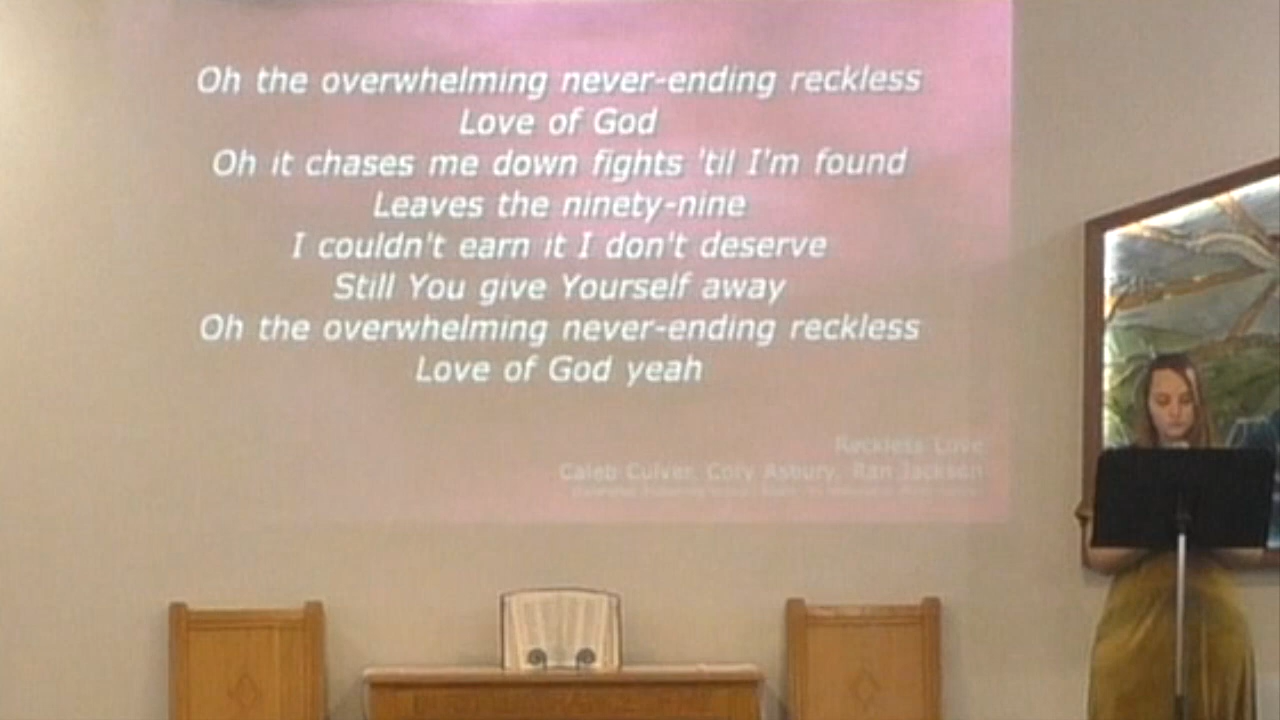 Oh the overwhelming never-ending reckless
Love of God
Oh it chases me down fights 'til I'm found
Leaves the ninety-nine
I couldn't earn it I don't deserve
Still You give Yourself away
Oh the overwhelming never-ending reckless
Love of God yeah
Reckless Love
Caleb Culver, Cory Asbury, Ran Jackson